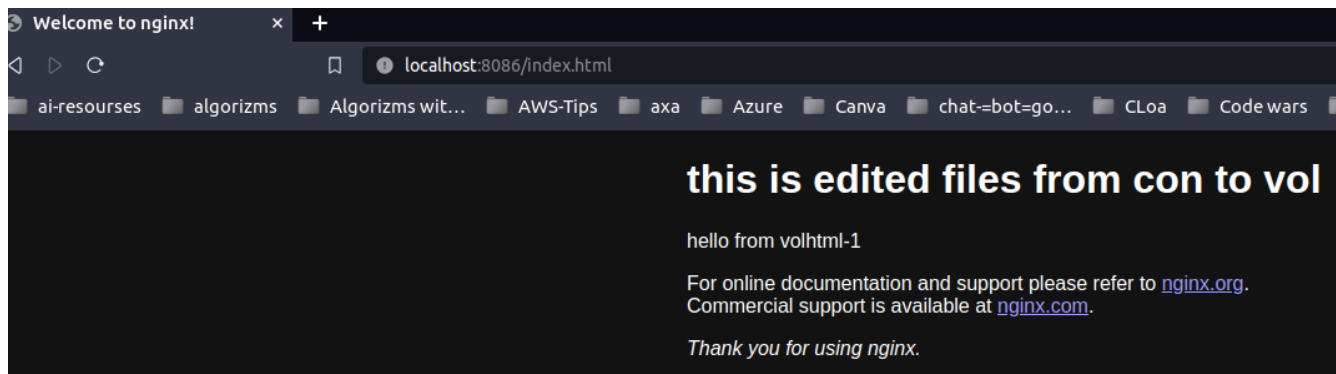 Welcome to nginx!
localhost:8086/index.html
ai-resourses algorizms Algorizms wit... AWS-Tips axa Azure Canva chat-=bot=go... CLoa Code wars
this is edited files from con to vol
hello from volhtml-1
For online documentation and support please refer to nginx.org.
Commercial support is available at nginx.com.
Thank you for using nginx.